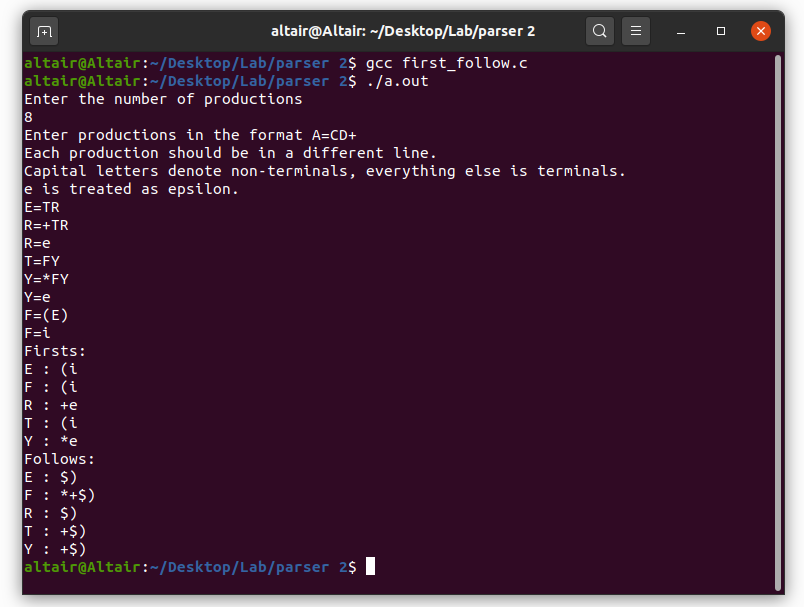 altair@Altair: ~/Desktop/Lab/parser 2
altair@Altair:~/Desktop/Lab/parser 2$ gcc first_follow.c
altair@Altair:~/Desktop/Lab/parser 2$ ./a.out
Enter the number of productions
8
Enter productions in the format A=CD+
Each production should be in a different line.
Capital letters denote non-terminals, everything else is terminals.
e is treated as epsilon.
E=TR
R=+TR
R=e
T=FY
Y=*FY
Y=e
F=(E)
F=i
Firsts:
E : (i
F : (i
R : +e
T : (i
Y : *e
Follows:
E : $)
F : *+$)
R : $)
T : +$)
Y : +$)
altair@Altair:~/Desktop/Lab/parser 2$